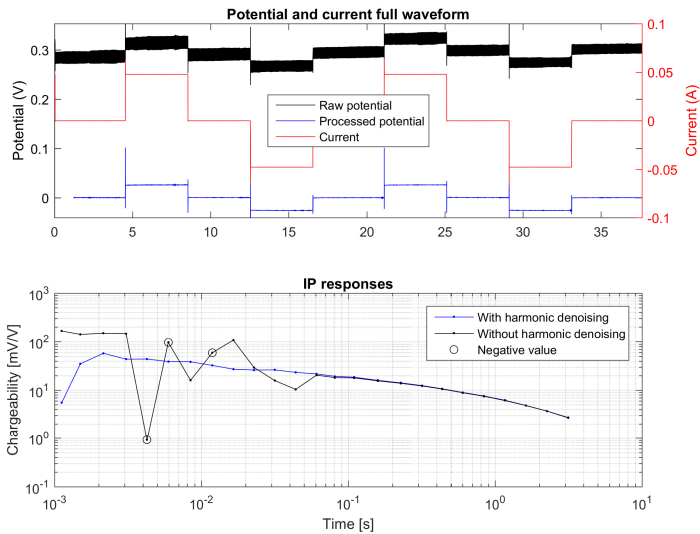 Potential and current full waveform
Potential (V)
0.3
0.2
0.1
0
0.1
0.05
0
-0.05
-0.1
Current (A)
Raw potential
Processed potential
Current
0 5 10 15 20 25 30 35
IP responses
Chargeability [mV/V]
10^3
10^2
10^1
10^0
10^-1
With harmonic denoising
Without harmonic denoising
Negative value
10^-3 10^-2 10^-1 10^0 10^1
Time [s]